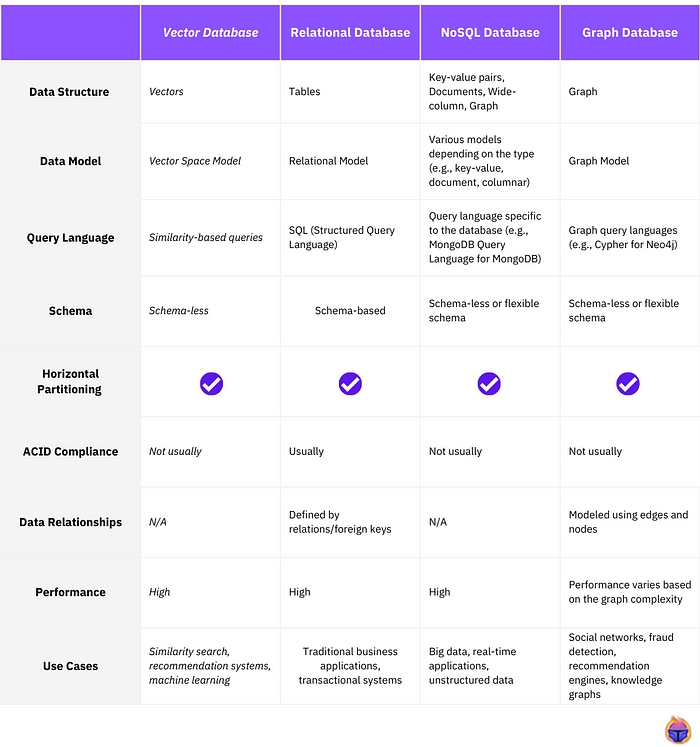 Vector Database
Relational Database
NoSQL Database
Graph Database
Data Structure
Vectors
Tables
Key-value pairs,
Documents, Wide-
column, Graph
Graph
Data Model
Vector Space Model
Relational Model
Various models
depending on the type
(e.g., key-value,
document, columnar)
Graph Model
Query Language
Similarity-based queries
SQL (Structured Query
Language)
Query language specific
to the database (e.g.,
MongoDB Query
Language for MongoDB)
Graph query languages
(e.g., Cypher for Neo4j)
Schema
Schema-less
Schema-based
Schema-less or flexible
schema
Schema-less or flexible
schema
Horizontal
Partitioning
ACID Compliance
Not usually
Usually
Not usually
Not usually
Data Relationships
N/A
Defined by
relations/foreign keys
N/A
Modeled using edges and
nodes
Performance
High
High
High
Performance varies based
on the graph complexity
Use Cases
Similarity search,
recommendation systems,
machine learning
Traditional business
applications,
transactional systems
Big data, real-time
applications,
unstructured data
Social networks, fraud
detection,
recommendation
engines, knowledge
graphs